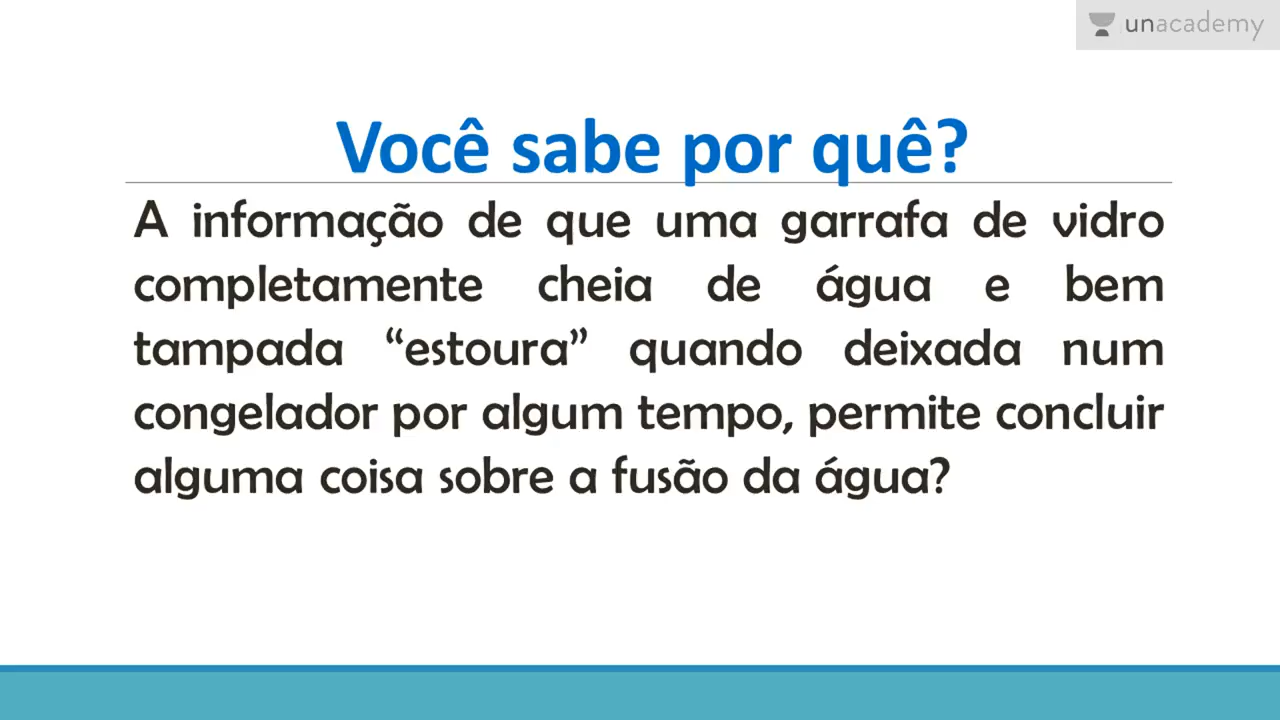 unacademy
Você sabe por quê?
A informação de que uma garrafa de vidro
completamente cheia de água e bem
tampada “estoura” quando deixada num
congelador por algum tempo, permite concluir
alguma coisa sobre a fusão da água?